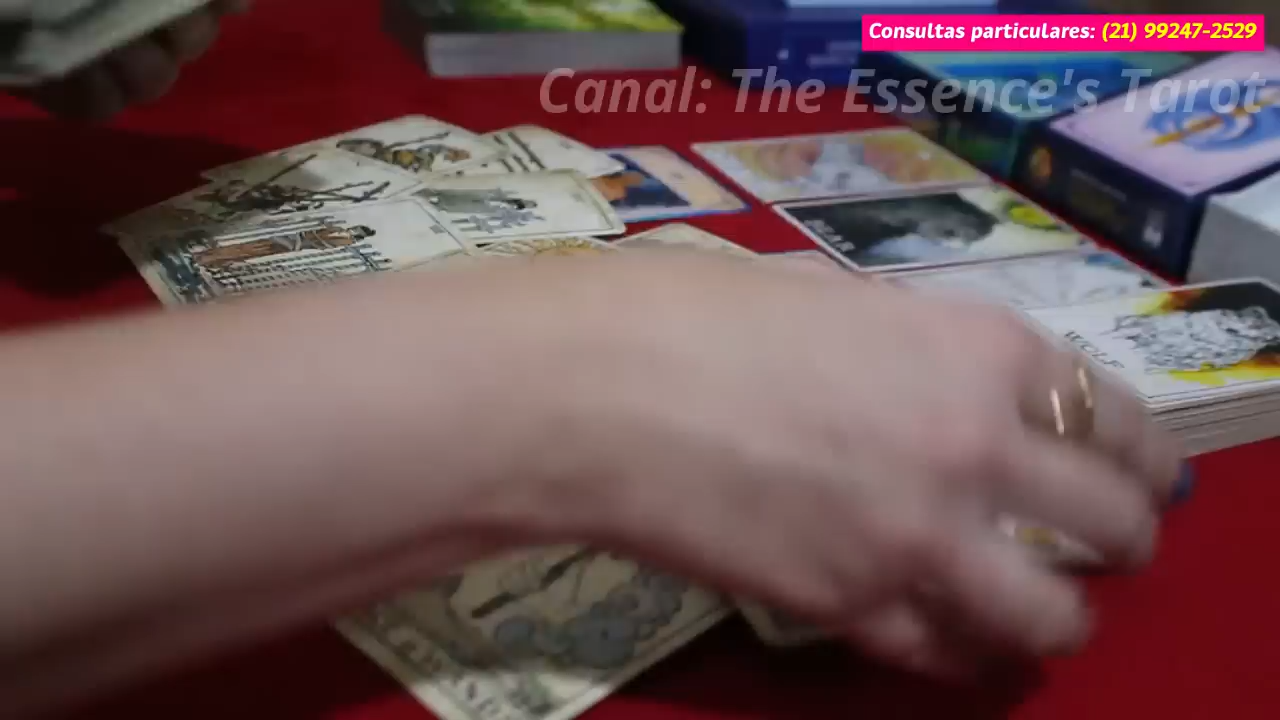 Consultas particulares: (21) 99247-2529
Canal: The Essence's Tarot
BEAR
WOLF